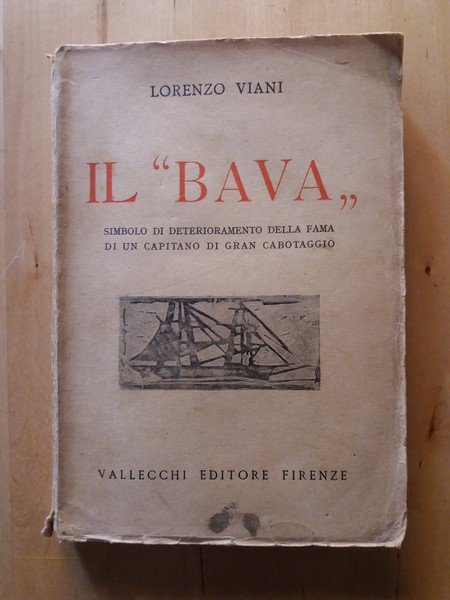 LORENZO VIANI
IL “BAVA„
SIMBOLO DI DETERIORAMENTO DELLA FAMA
DI UN CAPITANO DI GRAN CABOTAGGIO
VALLECCHI EDITORE FIRENZE